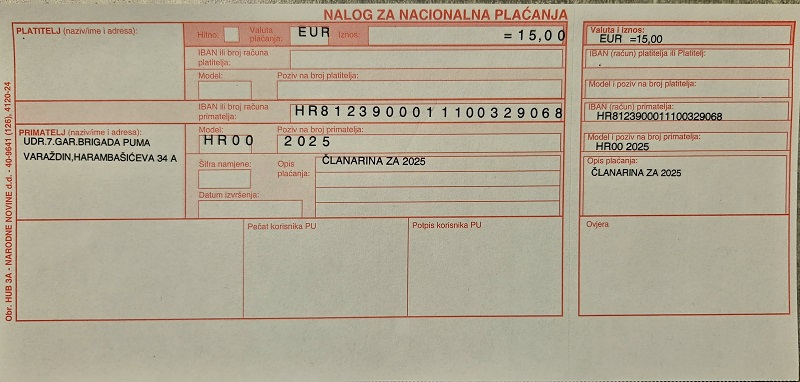 NALOG ZA NACIONALNA PLAĆANJA
PLATITELJ (naziv/ime i adresa):
Hitno:
Valuta plaćanja:
EUR
Iznos:
=15,00
IBAN ili broj računa platitelja:
Model:
Poziv na broj platitelja:
IBAN ili broj računa primatelja:
HR8123900011100329068
PRIMATELJ (naziv/ime i adresa):
UDR.7.GAR.BRIGADA PUMA
VARAŽDIN,HARAMBAŠIĆEVA 34 A
Model:
HR00
Poziv na broj primatelja:
2025
Šifra namjene:
Opis plaćanja:
ČLANARINA ZA 2025
Datum izvršenja:
Pečat korisnika PU
Potpis korisnika PU
Valuta i iznos:
EUR =15,00
IBAN (račun) platitelja ili Platitelj:
Model i poziv na broj platitelja:
IBAN (račun) primatelja:
HR8123900011100329068
Model i poziv na broj primatelja:
HR00 2025
Opis plaćanja:
ČLANARINA ZA 2025
Ovjera
Obr. HUB 3A - NARODNE NOVINE d.d. - 40-9641 (126), 4120-24